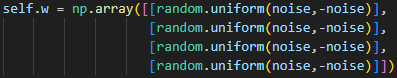 self.w = np.array([[random.uniform(noise,-noise)],
[random.uniform(noise,-noise)],
[random.uniform(noise,-noise)],
[random.uniform(noise,-noise)]])